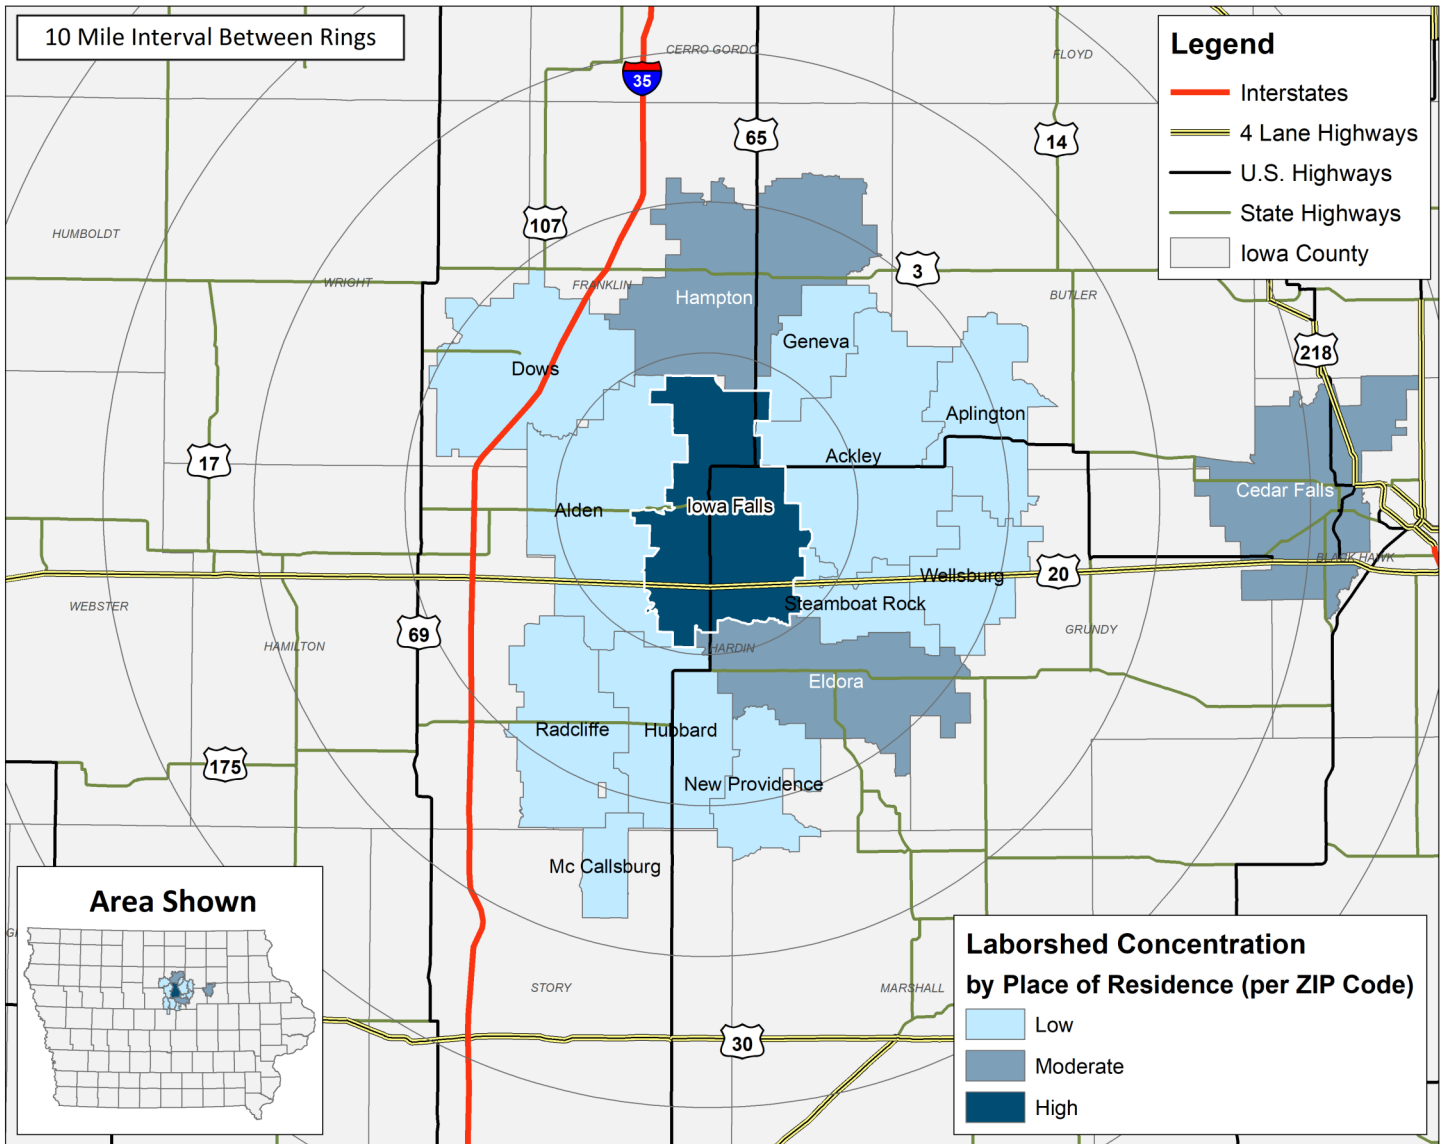 10 Mile Interval Between Rings
CERRO GORDO
FLOYD
35
65
14
Legend
Interstates
4 Lane Highways
U.S. Highways
State Highways
Iowa County
107
HUMBOLDT
3
WRIGHT
FRANKLIN
BUTLER
Hampton
Geneva
218
Dows
Aplington
17
Ackley
Cedar Falls
Alden
Iowa Falls
BLACK HAWK
20
Wellsburg
WEBSTER
Steamboat Rock
69
GRUNDY
HAMILTON
HARDIN
Eldora
Radcliffe
Hubbard
175
New Providence
Mc Callsburg
Area Shown
STORY
MARSHALL
30
Laborshed Concentration
by Place of Residence (per ZIP Code)
Low
Moderate
High